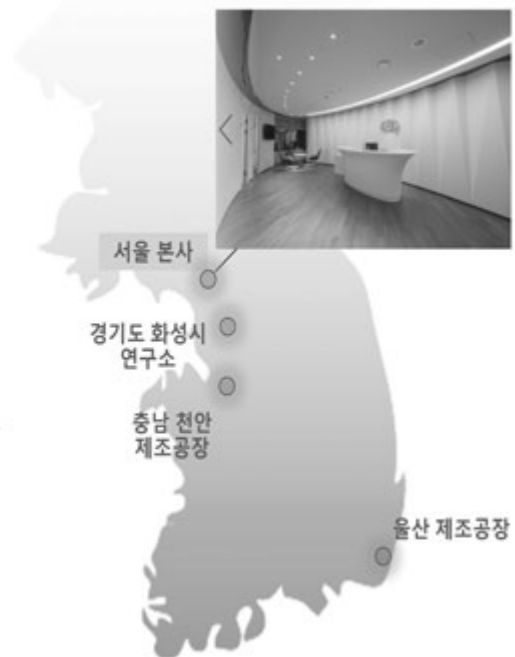 서울 본사
경기도 화성시
연구소
충남 천안
제조공장
울산 제조공장